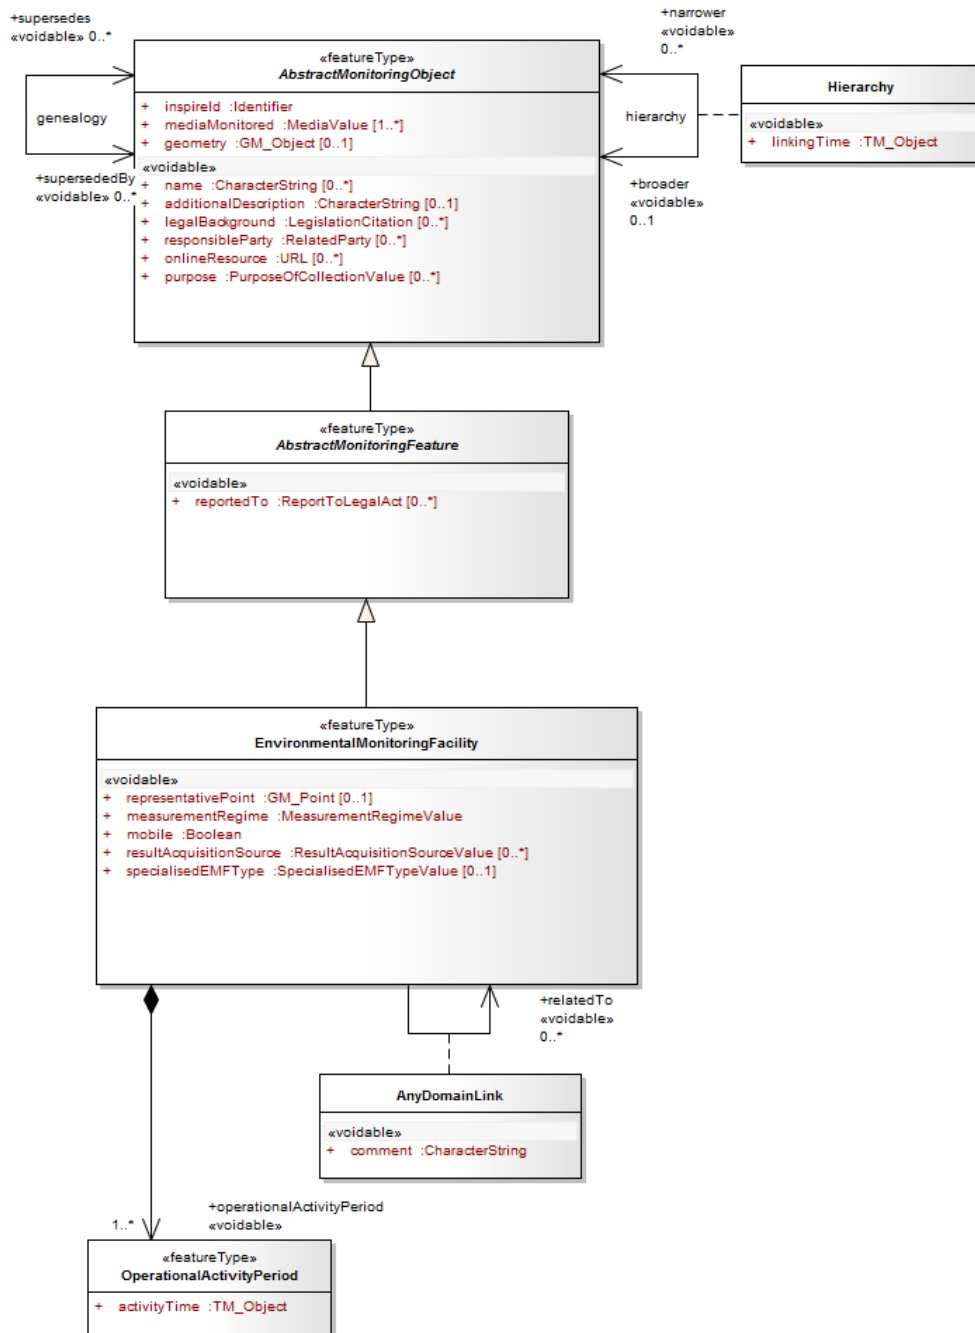 +supersedes
«voidable» 0..*
genealogy
+supersededBy
«voidable» 0..*
«featureType»
AbstractMonitoringObject
+ inspireId :Identifier
+ mediaMonitored :MediaValue [1..*]
+ geometry :GM_Object [0..1]
«voidable»
+ name :CharacterString [0..*]
+ additionalDescription :CharacterString [0..1]
+ legalBackground :LegislationCitation [0..*]
+ responsibleParty :RelatedParty [0..*]
+ onlineResource :URL [0..*]
+ purpose :PurposeOfCollectionValue [0..*]
+narrower
«voidable»
0..*
hierarchy
+broader
«voidable»
0..1
Hierarchy
«voidable»
+ linkingTime :TM_Object
«featureType»
AbstractMonitoringFeature
«voidable»
+ reportedTo :ReportToLegalAct [0..*]
«featureType»
EnvironmentalMonitoringFacility
«voidable»
+ representativePoint :GM_Point [0..1]
+ measurementRegime :MeasurementRegimeValue
+ mobile :Boolean
+ resultAcquisitionSource :ResultAcquisitionSourceValue [0..*]
+ specialisedEMFType :SpecialisedEMFTypeValue [0..1]
+relatedTo
«voidable»
0..*
AnyDomainLink
«voidable»
+ comment :CharacterString
+operationalActivityPeriod
1..* «voidable»
«featureType»
OperationalActivityPeriod
+ activityTime :TM_Object